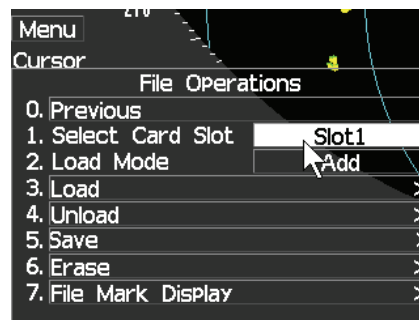 Menu
Cursor
File Operations
0. Previous
1. Select Card Slot Slot1
2. Load Mode Add
3. Load >
4. Unload >
5. Save >
6. Erase >
7. File Mark Display >